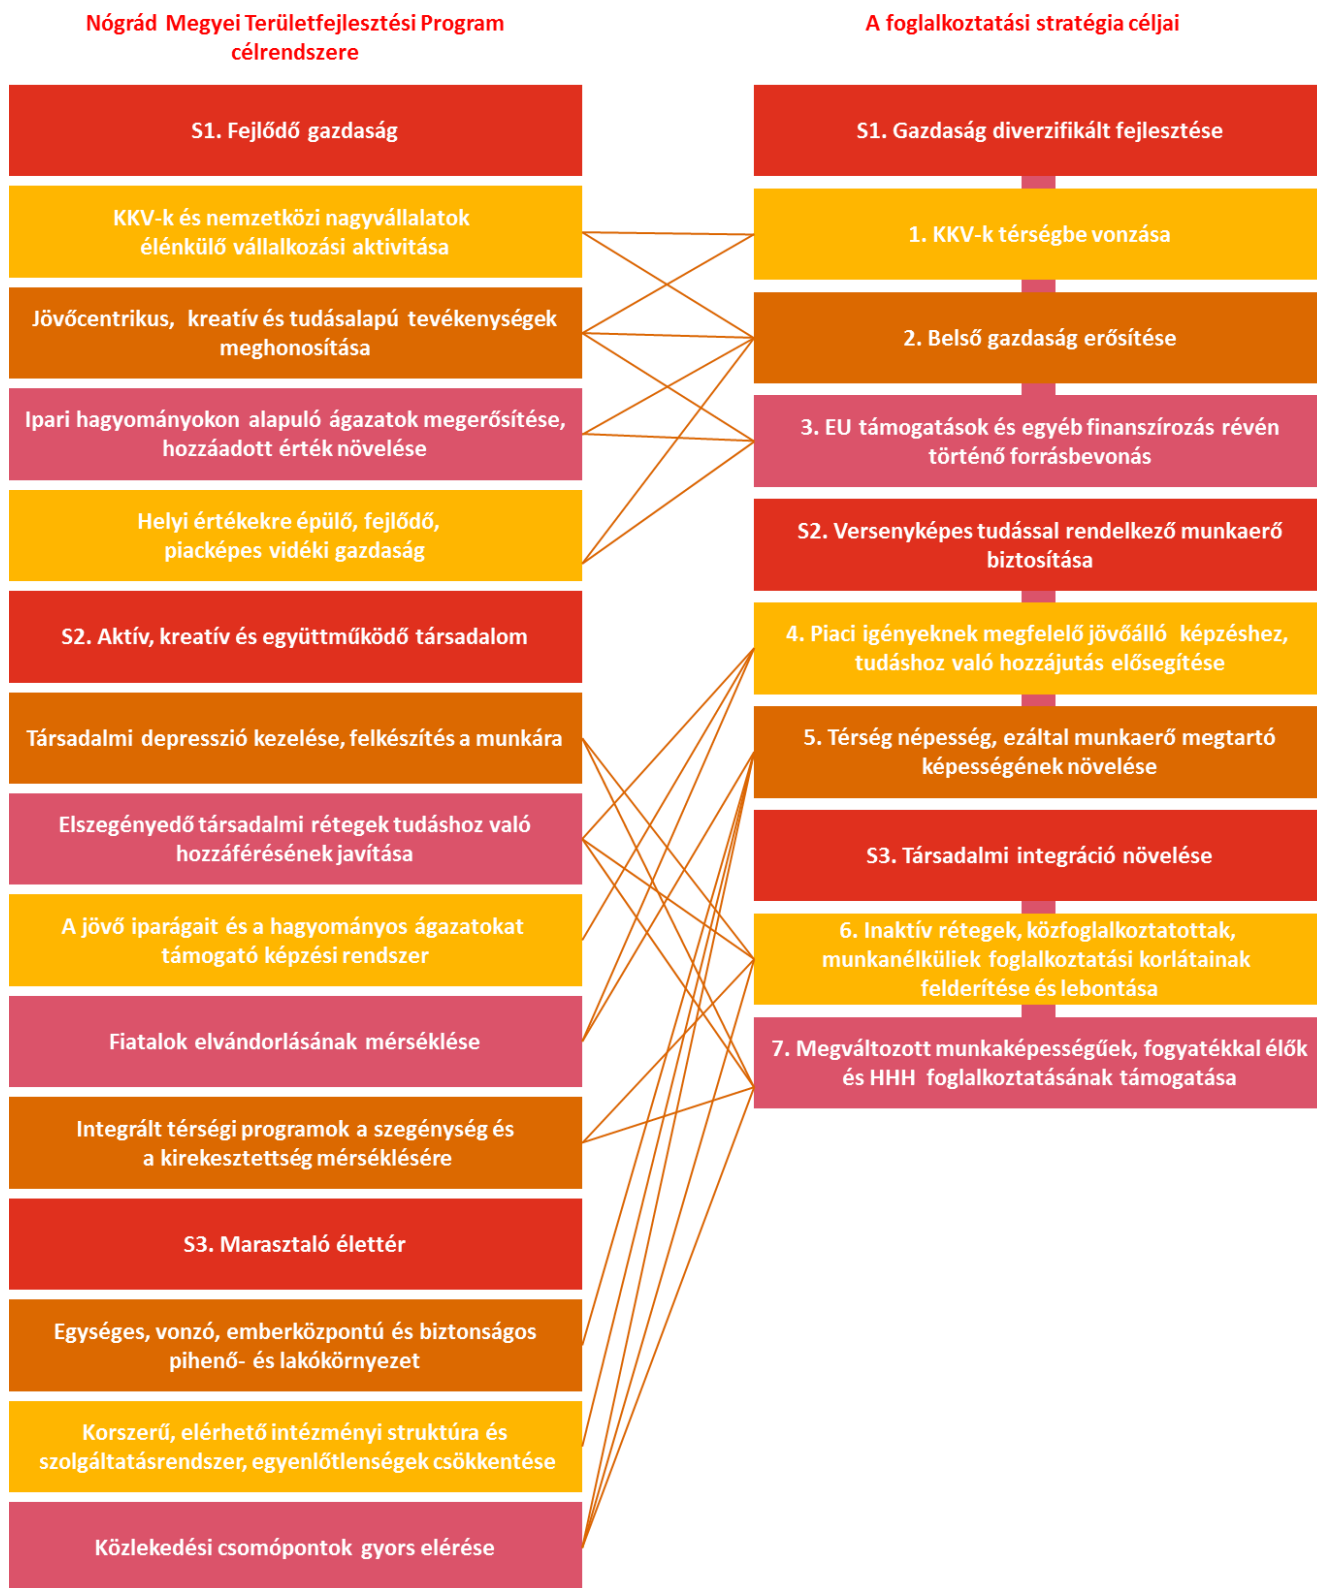 Nógrád Megyei Területfejlesztési Program
célrendszere
S1. Fejlődő gazdaság
KKV-k és nemzetközi nagyvállalatok
élénkülő vállalkozási aktivitása
Jövőcentrikus, kreatív és tudásalapú tevékenységek
meghonosítása
Ipari hagyományokon alapuló ágazatok megerősítése,
hozzáadott érték növelése
Helyi értékekre épülő, fejlődő,
piacképes vidéki gazdaság
S2. Aktív, kreatív és együttműködő társadalom
Társadalmi depresszió kezelése, felkészítés a munkára
Elszegényedő társadalmi rétegek tudáshoz való
hozzáférésének javítása
A jövő iparágait és a hagyományos ágazatokat
támogató képzési rendszer
Fiatalok elvándorlásának mérséklése
Integrált térségi programok a szegénység és
a kirekesztettség mérséklésére
S3. Marasztaló élettér
Egységes, vonzó, emberközpontú és biztonságos
pihenő- és lakókörnyezet
Korszerű, elérhető intézményi struktúra és
szolgáltatásrendszer, egyenlőtlenségek csökkentése
Közlekedési csomópontok gyors elérése
A foglalkoztatási stratégia céljai
S1. Gazdaság diverzifikált fejlesztése
1. KKV-k térségbe vonzása
2. Belső gazdaság erősítése
3. EU támogatások és egyéb finanszírozás révén
történő forrásbevonás
S2. Versenyképes tudással rendelkező munkaerő
biztosítása
4. Piaci igényeknek megfelelő jövőálló képzéshez,
tudáshoz való hozzájutás elősegítése
5. Térség népesség, ezáltal munkaerő megtartó
képességének növelése
S3. Társadalmi integráció növelése
6. Inaktív rétegek, közfoglalkoztatottak,
munkanélküliek foglalkoztatási korlátainak
felderítése és lebontása
7. Megváltozott munkaképességűek, fogyatékkal élők
és HHH foglalkoztatásának támogatása